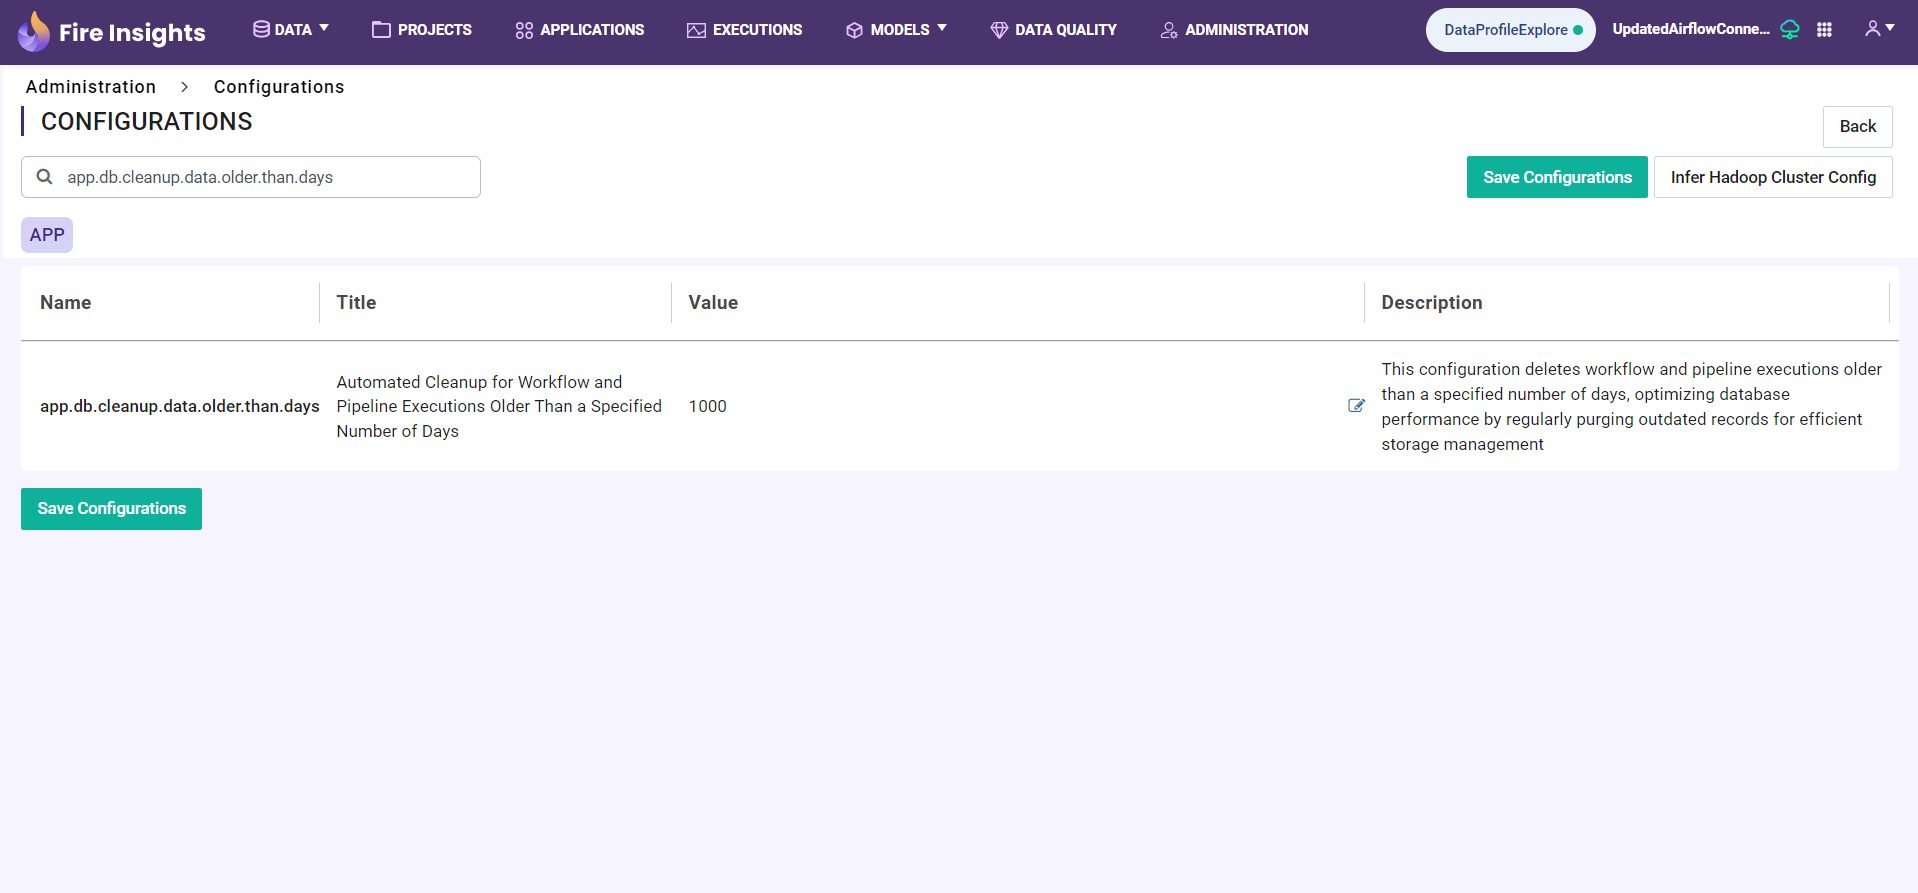 Fire Insights
DATA
PROJECTS
APPLICATIONS
EXECUTIONS
MODELS
DATA QUALITY
ADMINISTRATION
DataProfileExplore
UpdatedAirflowConne...
Administration > Configurations
CONFIGURATIONS
Back
app.db.cleanup.data.older.than.days
Save Configurations
Infer Hadoop Cluster Config
APP
Name
Title
Value
Description
app.db.cleanup.data.older.than.days
Automated Cleanup for Workflow and
Pipeline Executions Older Than a Specified
Number of Days
1000
This configuration deletes workflow and pipeline executions older
than a specified number of days, optimizing database
performance by regularly purging outdated records for efficient
storage management
Save Configurations